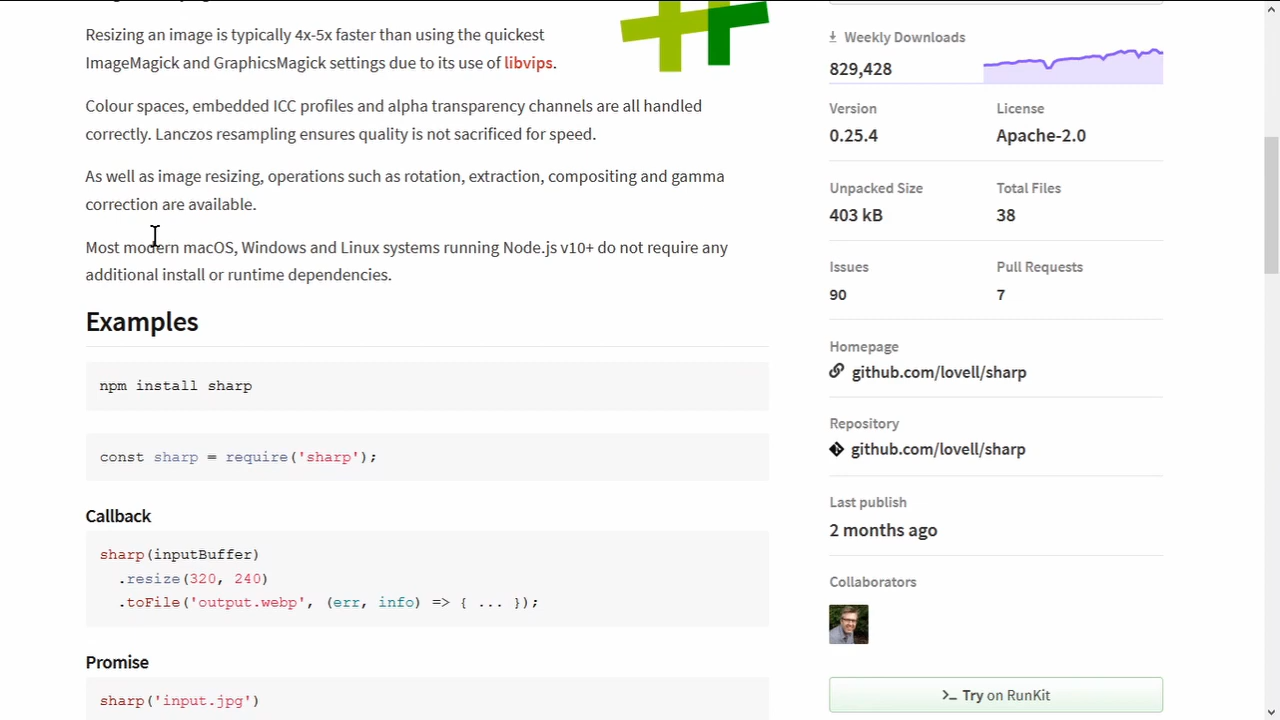 Resizing an image is typically 4x-5x faster than using the quickest
ImageMagick and GraphicsMagick settings due to its use of libvips.
Colour spaces, embedded ICC profiles and alpha transparency channels are all handled
correctly. Lanczos resampling ensures quality is not sacrificed for speed.
As well as image resizing, operations such as rotation, extraction, compositing and gamma
correction are available.
Most modern macOS, Windows and Linux systems running Node.js v10+ do not require any
additional install or runtime dependencies.
Examples
npm install sharp
const sharp = require('sharp');
Callback
sharp(inputBuffer)
  .resize(320, 240)
  .toFile('output.webp', (err, info) => { ... });
Promise
sharp('input.jpg')
Weekly Downloads
829,428
Version
0.25.4
License
Apache-2.0
Unpacked Size
403 kB
Total Files
38
Issues
90
Pull Requests
7
Homepage
github.com/lovell/sharp
Repository
github.com/lovell/sharp
Last publish
2 months ago
Collaborators
>_ Try on RunKit